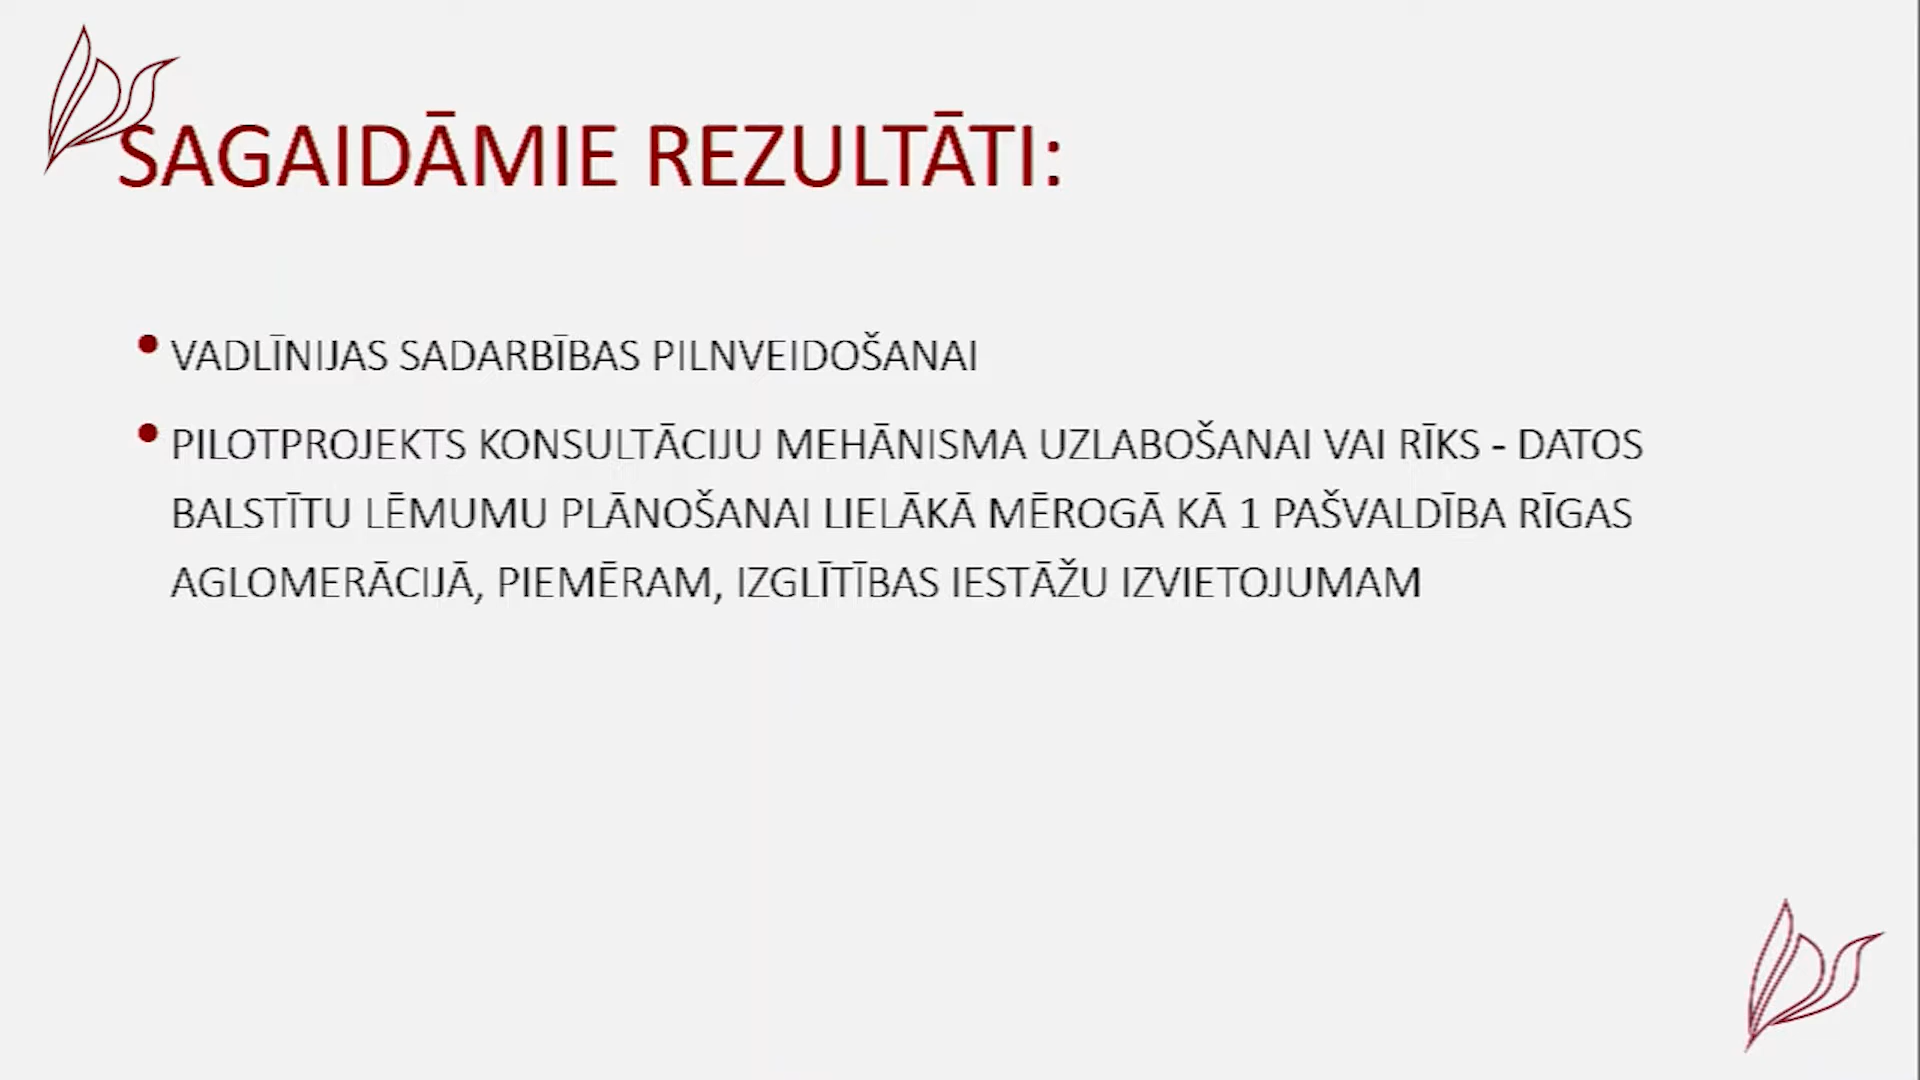 SAGAIDĀMIE REZULTĀTI:
• VADLĪNIJAS SADARBĪBAS PILNVEIDOŠANAI
• PILOTPROJEKTS KONSULTĀCIJU MEHĀNISMA UZLABOŠANAI VAI RĪKS - DATOS
BALSTĪTU LĒMUMU PLĀNOŠANAI LIELĀKĀ MĒROGĀ KĀ 1 PAŠVALDĪBA RĪGAS
AGLOMERĀCIJĀ, PIEMĒRAM, IZGLĪTĪBAS IESTĀŽU IZVIETOJUMAM